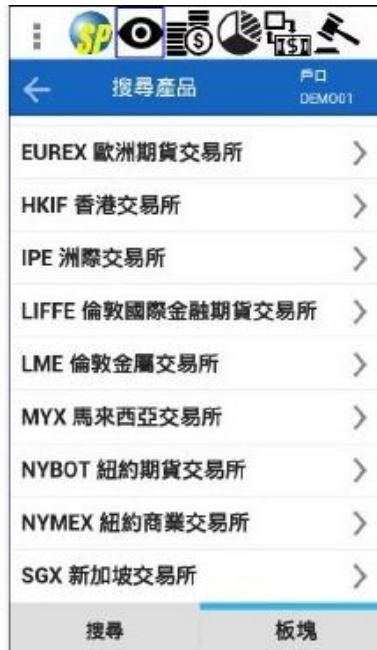 SP
搜尋產品
戶口
DEMO01
EUREX 歐洲期貨交易所
HKIF 香港交易所
IPE 洲際交易所
LIFFE 倫敦國際金融期貨交易所
LME 倫敦金屬交易所
MYX 馬來西亞交易所
NYBOT 紐約期貨交易所
NYMEX 紐約商業交易所
SGX 新加坡交易所
搜尋
板塊